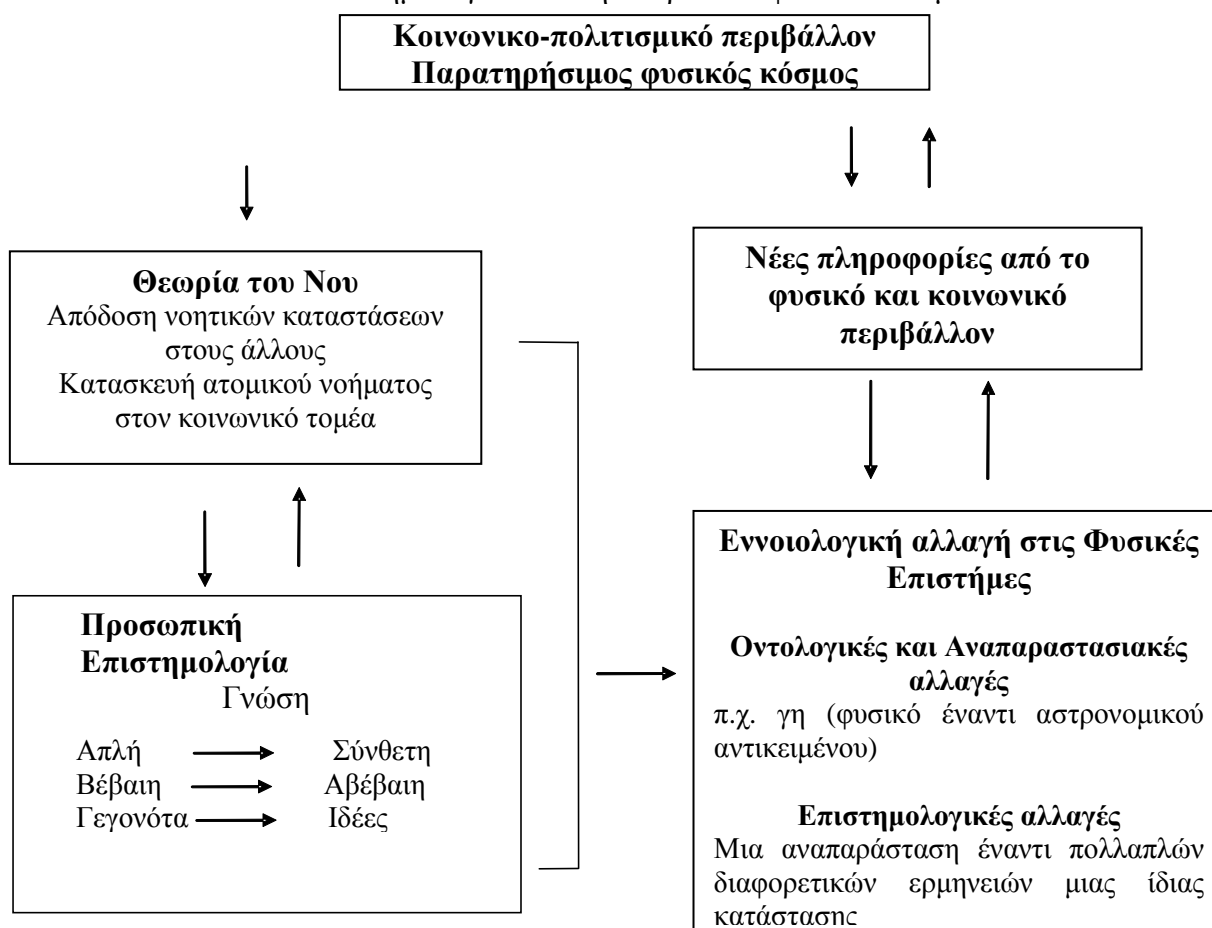 Κοινωνικο-πολιτισμικό περιβάλλον
Παρατηρήσιμος φυσικός κόσμος
Θεωρία του Νου
Απόδοση νοητικών καταστάσεων
στους άλλους
Κατασκευή ατομικού νοήματος
στον κοινωνικό τομέα
Νέες πληροφορίες από το
φυσικό και κοινωνικό
περιβάλλον
Προσωπική
Επιστημολογία
Γνώση
Απλή Σύνθετη
Βέβαιη Αβέβαιη
Γεγονότα Ιδέες
Εννοιολογική αλλαγή στις Φυσικές
Επιστήμες
Οντολογικές και Αναπαραστασιακές
αλλαγές
π.χ. γη (φυσικό έναντι αστρονομικού
αντικειμένου)
Επιστημολογικές αλλαγές
Μια αναπαράσταση έναντι πολλαπλών
διαφορετικών ερμηνειών μιας ίδιας
κατάστασης